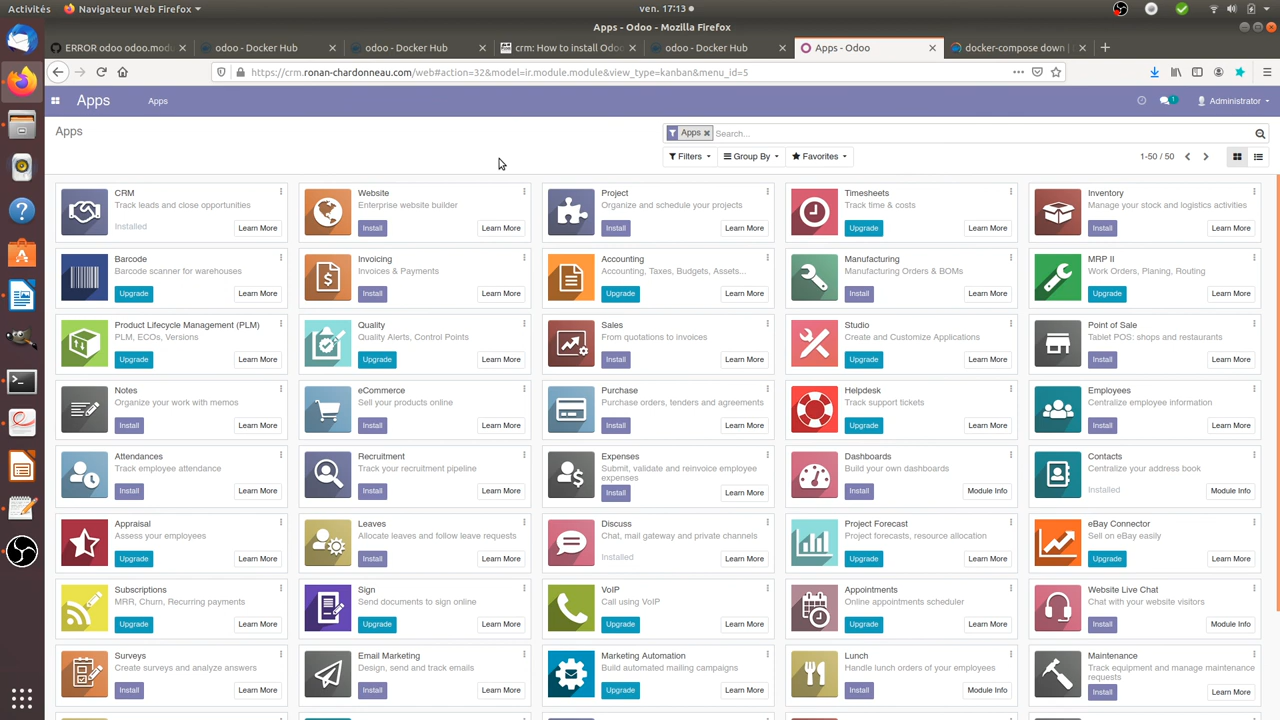 Activités
Navigateur Web Firefox
ven. 17:13
Apps - Odoo - Mozilla Firefox
ERROR odoo odoo.mod
odoo - Docker Hub
odoo - Docker Hub
crm: How to install Odoo
odoo - Docker Hub
Apps - Odoo
docker-compose down |
https://crm.ronan-chardonneau.com/web#action=32&model=ir.module.module&view_type=kanban&menu_id=5
Apps
Apps
1
Administrator
Apps
Apps
Search...
Filters
Group By
Favorites
1-50 / 50
CRM
Track leads and close opportunities
Installed
Learn More
Website
Enterprise website builder
Install
Learn More
Project
Organize and schedule your projects
Install
Learn More
Timesheets
Track time & costs
Upgrade
Learn More
Inventory
Manage your stock and logistics activities
Install
Learn More
Barcode
Barcode scanner for warehouses
Upgrade
Learn More
Invoicing
Invoices & Payments
Install
Learn More
Accounting
Accounting, Taxes, Budgets, Assets...
Upgrade
Learn More
Manufacturing
Manufacturing Orders & BOMs
Install
Learn More
MRP II
Work Orders, Planing, Routing
Upgrade
Learn More
Product Lifecycle Management (PLM)
PLM, ECOs, Versions
Upgrade
Learn More
Quality
Quality Alerts, Control Points
Upgrade
Learn More
Sales
From quotations to invoices
Install
Learn More
Studio
Create and Customize Applications
Upgrade
Learn More
Point of Sale
Tablet POS: shops and restaurants
Install
Learn More
Notes
Organize your work with memos
Install
Learn More
eCommerce
Sell your products online
Install
Learn More
Purchase
Purchase orders, tenders and agreements
Install
Learn More
Helpdesk
Track support tickets
Upgrade
Learn More
Employees
Centralize employee information
Install
Learn More
Attendances
Track employee attendance
Install
Learn More
Recruitment
Track your recruitment pipeline
Install
Learn More
Expenses
Submit, validate and reinvoice employee
expenses
Install
Learn More
Dashboards
Build your own dashboards
Install
Module Info
Contacts
Centralize your address book
Installed
Module Info
Appraisal
Assess your employees
Upgrade
Learn More
Leaves
Allocate leaves and follow leave requests
Install
Learn More
Discuss
Chat, mail gateway and private channels
Installed
Learn More
Project Forecast
Project forecasts, resource allocation
Upgrade
Learn More
eBay Connector
Sell on eBay easily
Upgrade
Learn More
Subscriptions
MRR, Churn, Recurring payments
Upgrade
Learn More
Sign
Send documents to sign online
Upgrade
Learn More
VoIP
Call using VoIP
Upgrade
Learn More
Appointments
Online appointments scheduler
Upgrade
Learn More
Website Live Chat
Chat with your website visitors
Install
Module Info
Surveys
Create surveys and analyze answers
Install
Learn More
Email Marketing
Design, send and track emails
Install
Learn More
Marketing Automation
Build automated mailing campaigns
Upgrade
Learn More
Lunch
Handle lunch orders of your employees
Install
Module Info
Maintenance
Track equipment and manage maintenance
requests
Install
Learn More